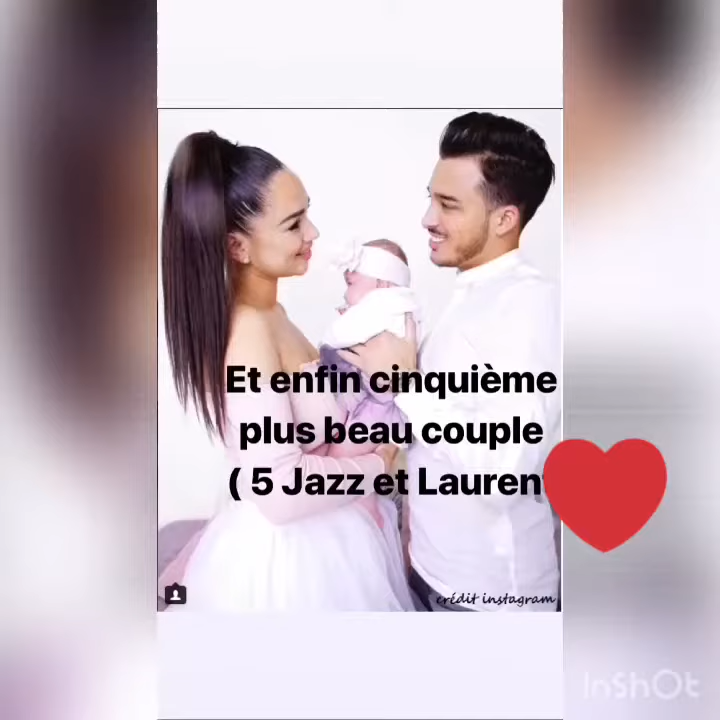 Et enfin cinquième
plus beau couple
( 5 Jazz et Lauren
crédit instagram
InShOt